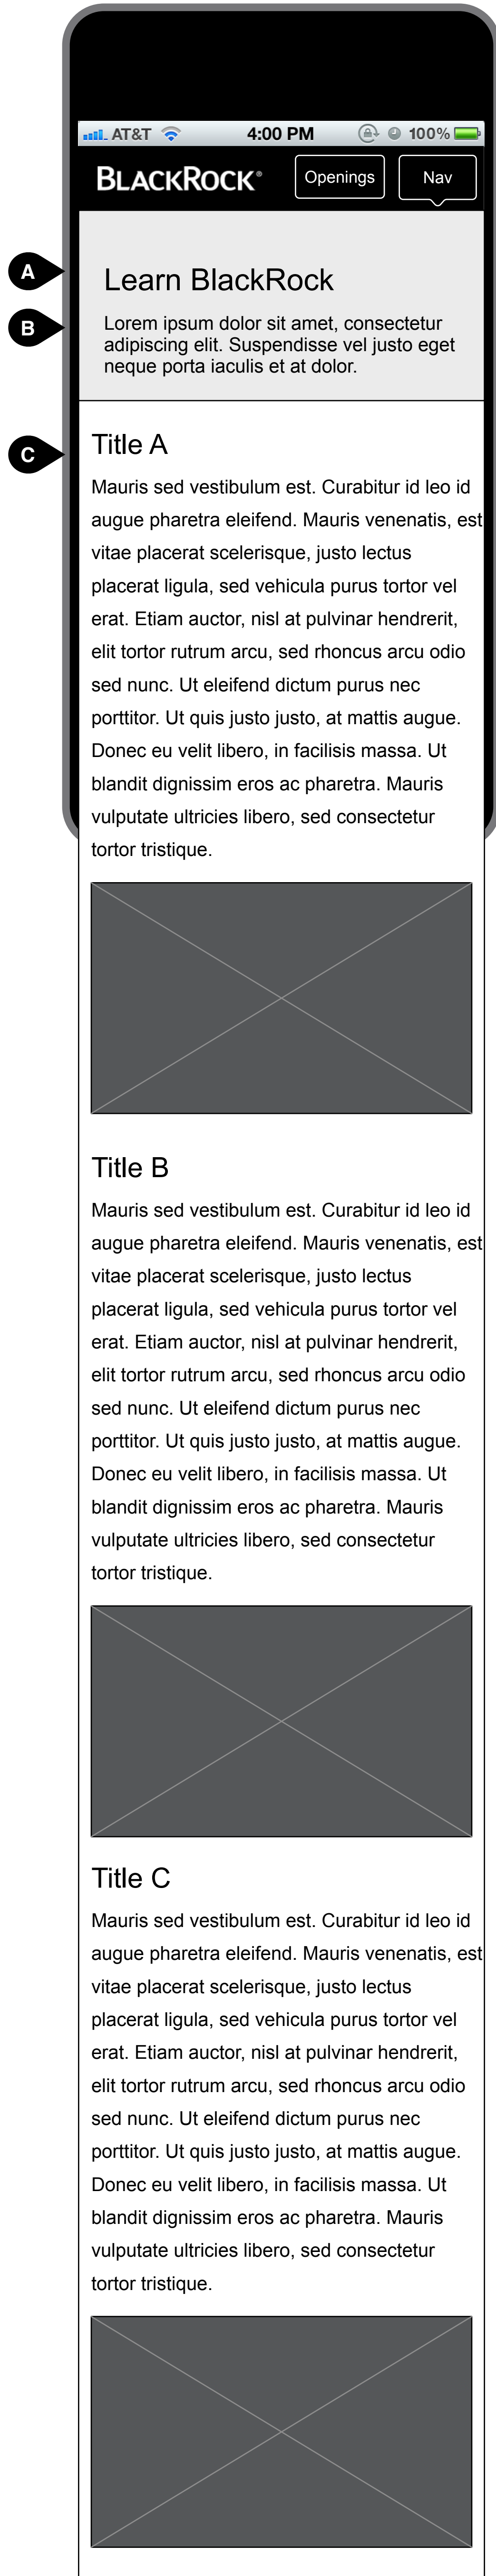 AT&T 4:00 PM 100%
BLACKROCK® Openings Nav
A
Learn BlackRock
B
Lorem ipsum dolor sit amet, consectetur
adipiscing elit. Suspendisse vel justo eget
neque porta iaculis et at dolor.
C
Title A
Mauris sed vestibulum est. Curabitur id leo id
augue pharetra eleifend. Mauris venenatis, est
vitae placerat scelerisque, justo lectus
placerat ligula, sed vehicula purus tortor vel
erat. Etiam auctor, nisl at pulvinar hendrerit,
elit tortor rutrum arcu, sed rhoncus arcu odio
sed nunc. Ut eleifend dictum purus nec
porttitor. Ut quis justo justo, at mattis augue.
Donec eu velit libero, in facilisis massa. Ut
blandit dignissim eros ac pharetra. Mauris
vulputate ultricies libero, sed consectetur
tortor tristique.
Title B
Mauris sed vestibulum est. Curabitur id leo id
augue pharetra eleifend. Mauris venenatis, est
vitae placerat scelerisque, justo lectus
placerat ligula, sed vehicula purus tortor vel
erat. Etiam auctor, nisl at pulvinar hendrerit,
elit tortor rutrum arcu, sed rhoncus arcu odio
sed nunc. Ut eleifend dictum purus nec
porttitor. Ut quis justo justo, at mattis augue.
Donec eu velit libero, in facilisis massa. Ut
blandit dignissim eros ac pharetra. Mauris
vulputate ultricies libero, sed consectetur
tortor tristique.
Title C
Mauris sed vestibulum est. Curabitur id leo id
augue pharetra eleifend. Mauris venenatis, est
vitae placerat scelerisque, justo lectus
placerat ligula, sed vehicula purus tortor vel
erat. Etiam auctor, nisl at pulvinar hendrerit,
elit tortor rutrum arcu, sed rhoncus arcu odio
sed nunc. Ut eleifend dictum purus nec
porttitor. Ut quis justo justo, at mattis augue.
Donec eu velit libero, in facilisis massa. Ut
blandit dignissim eros ac pharetra. Mauris
vulputate ultricies libero, sed consectetur
tortor tristique.